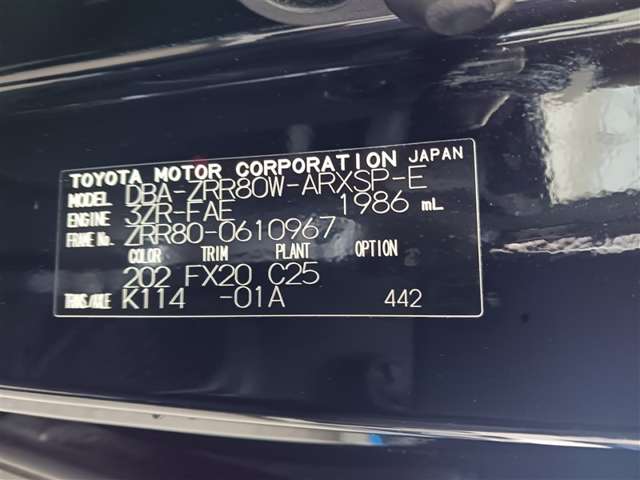 TOYOTA MOTOR CORPORATION JAPAN
MODEL DBA-ZRR80W-ARXSP-E
ENGINE 3ZR-FAE 1986 mL
FRAME No. ZRR80-0610967
COLOR TRIM PLANT OPTION
202 FX20 C25
TRANS/AXLE K114 -01A 442